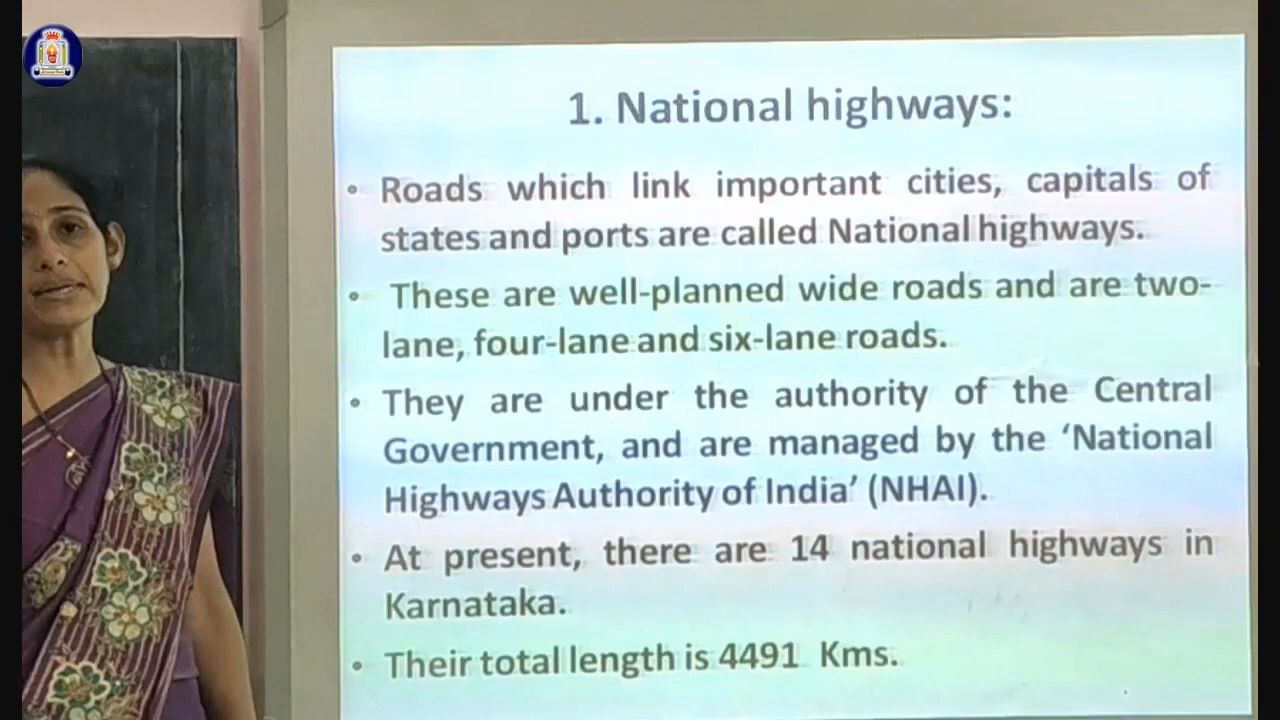 1. National highways:
• Roads which link important cities, capitals of
states and ports are called National highways.
• These are well-planned wide roads and are two-
lane, four-lane and six-lane roads.
• They are under the authority of the Central
Government, and are managed by the ‘National
Highways Authority of India’ (NHAI).
• At present, there are 14 national highways in
Karnataka.
• Their total length is 4491 Kms.